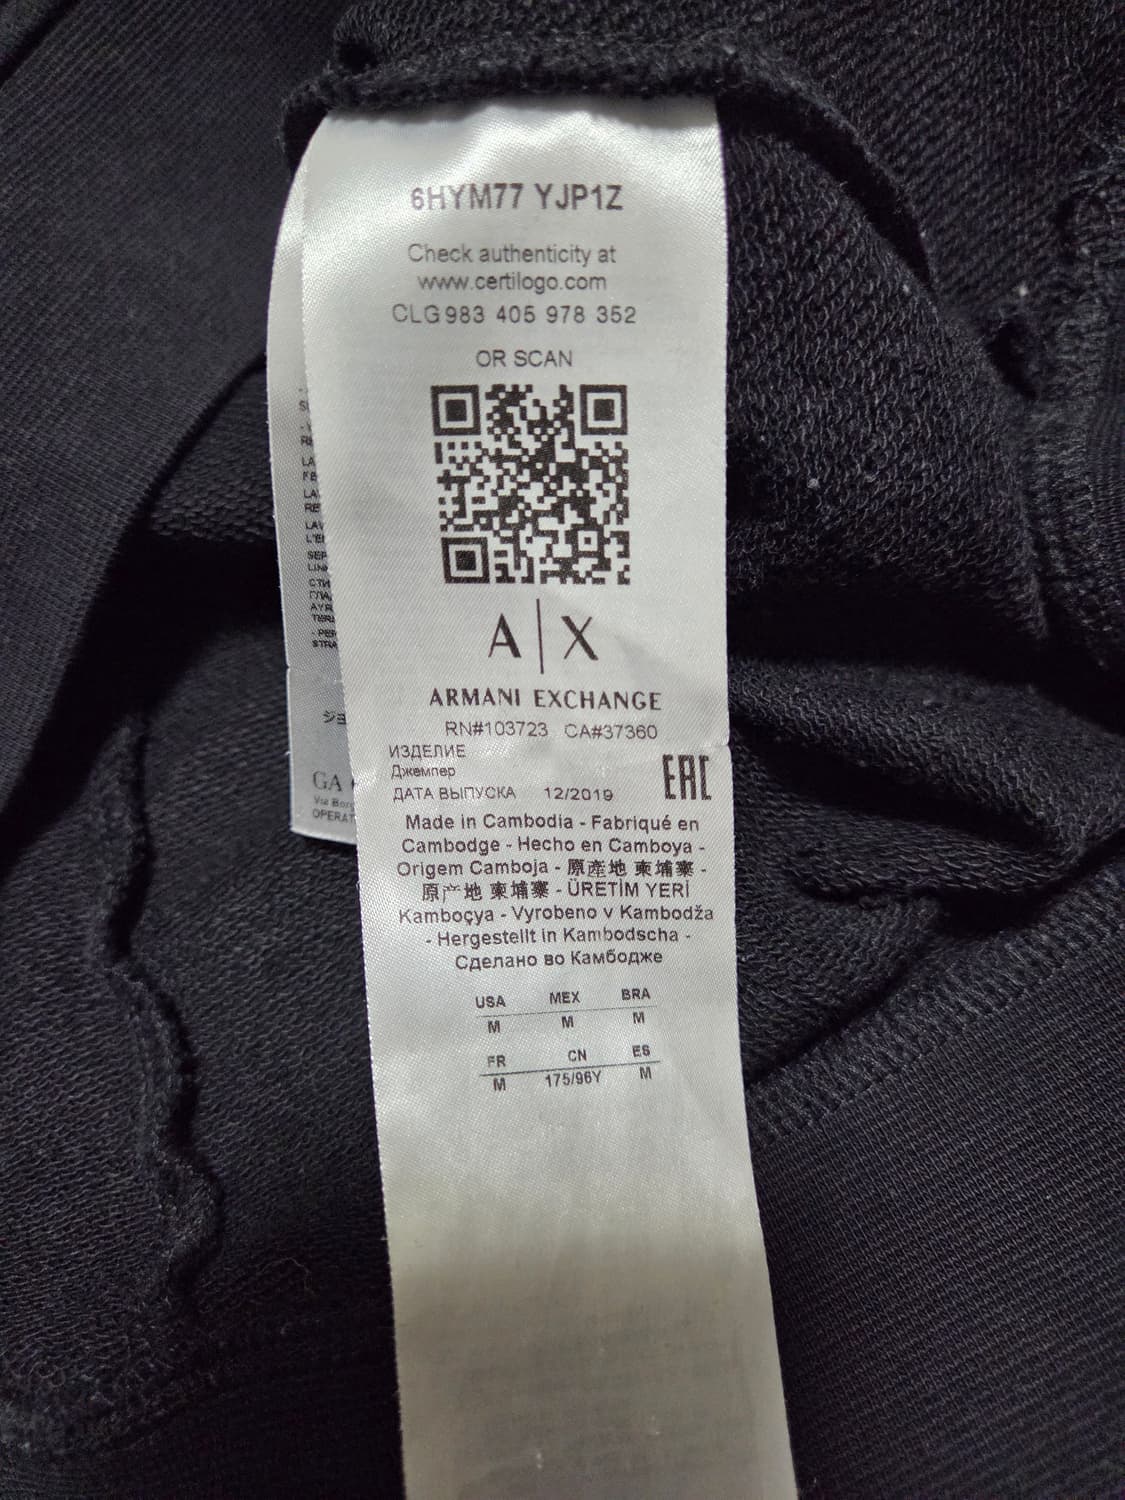 6HYM77 YJP1Z
Check authenticity at
www.certilogo.com
CLG 983 405 978 352
OR SCAN
A|X
ARMANI EXCHANGE
RN#103723 CA#37360
ИЗДЕЛИЕ
Джемпер
ДАТА ВЫПУСКА 12/2019
EAC
Made in Cambodia - Fabriqué en
Cambodge - Hecho en Camboya -
Origem Camboja - 原產地 柬埔寨 -
原产地 柬埔寨 - ÜRETİM YERİ
Kamboçya - Vyrobeno v Kambodža
- Hergestellt in Kambodscha -
Сделано во Камбодже
USA MEX BRA
M M M
FR CN ES
M 175/96Y M
GA
Via